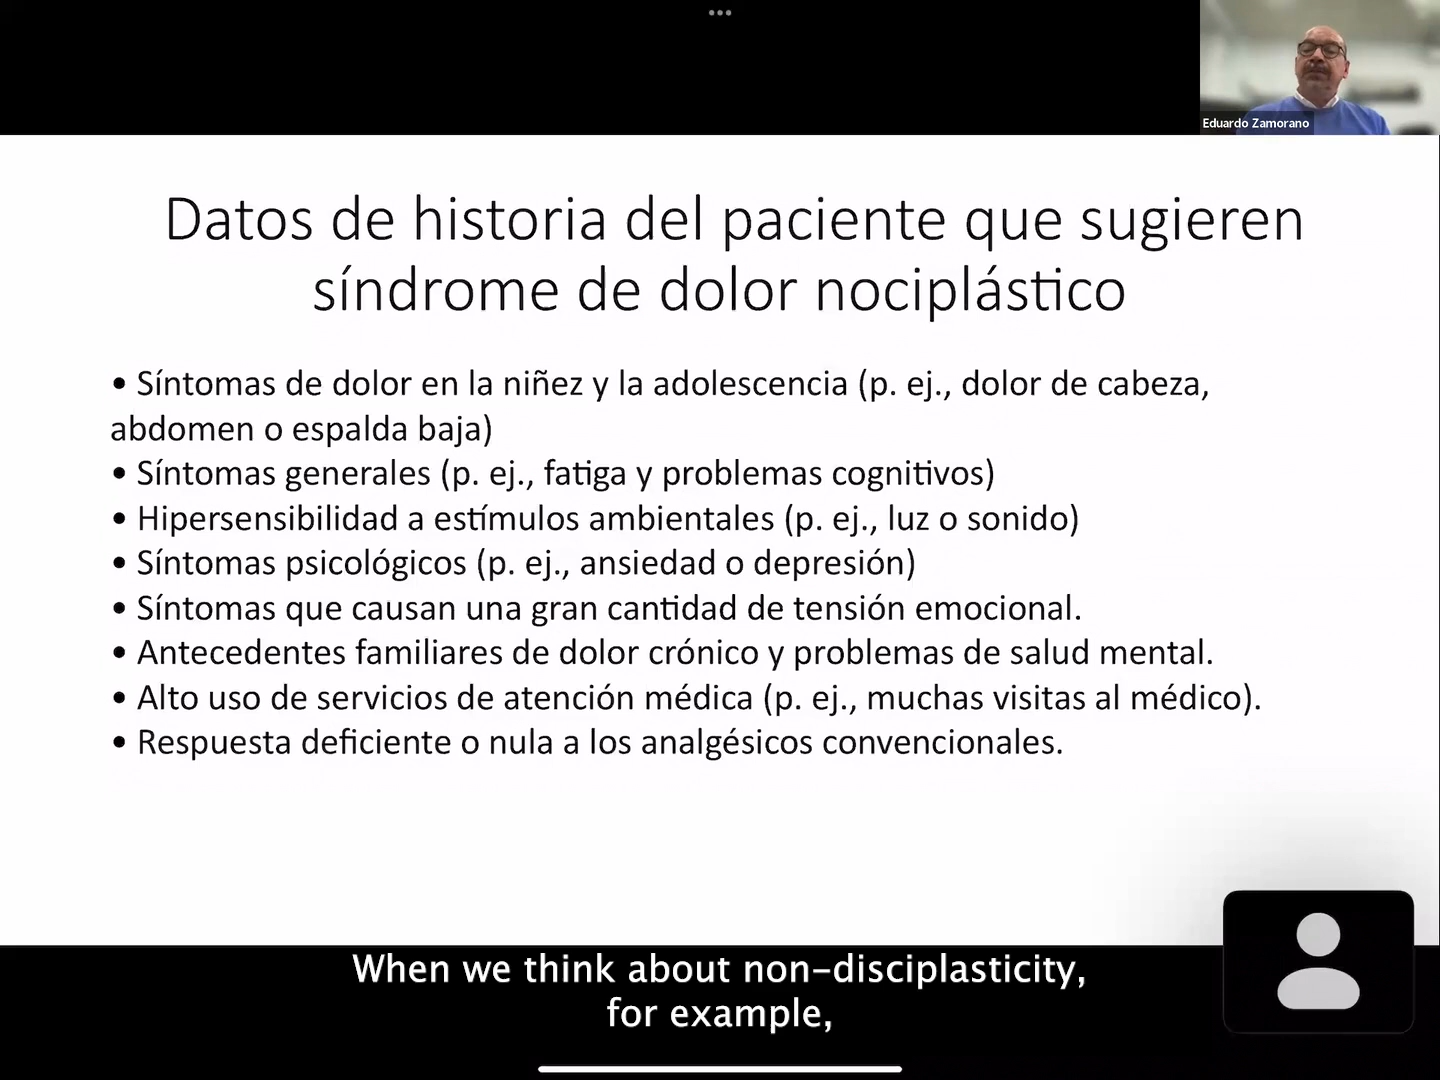 Eduardo Zamorano
Datos de historia del paciente que sugieren
síndrome de dolor nociplástico
• Síntomas de dolor en la niñez y la adolescencia (p. ej., dolor de cabeza,
abdomen o espalda baja)
• Síntomas generales (p. ej., fatiga y problemas cognitivos)
• Hipersensibilidad a estímulos ambientales (p. ej., luz o sonido)
• Síntomas psicológicos (p. ej., ansiedad o depresión)
• Síntomas que causan una gran cantidad de tensión emocional.
• Antecedentes familiares de dolor crónico y problemas de salud mental.
• Alto uso de servicios de atención médica (p. ej., muchas visitas al médico).
• Respuesta deficiente o nula a los analgésicos convencionales.
When we think about non-disciplasticity,
for example,